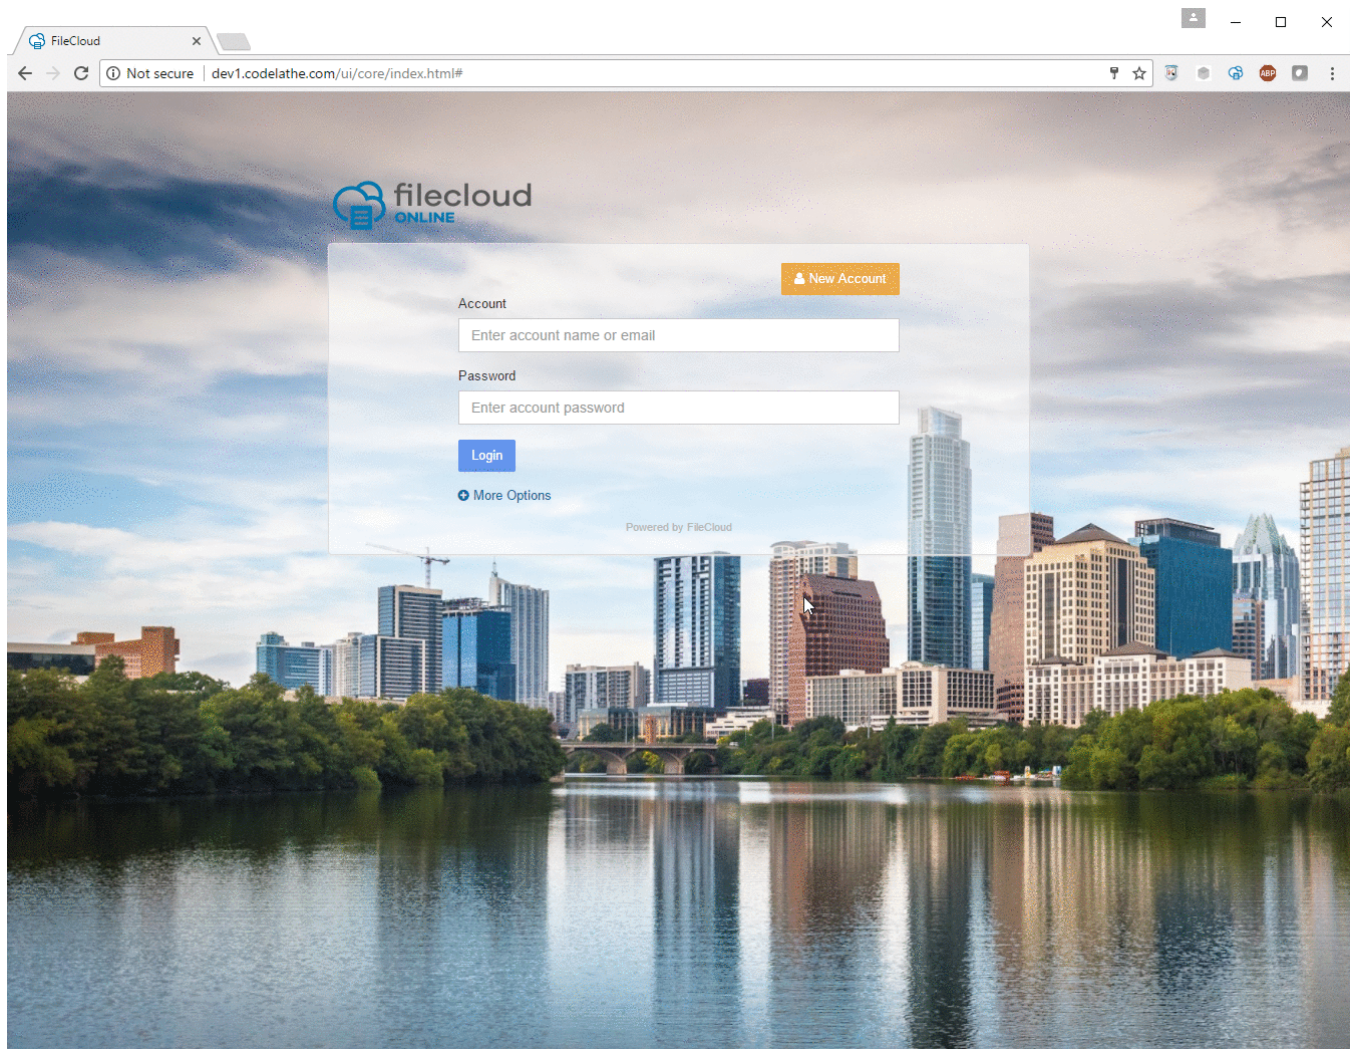 FileCloud
Not secure
dev1.codelathe.com/ui/core/index.html#
ABP
filecloud
ONLINE
New Account
Account
Enter account name or email
Password
Enter account password
Login
More Options
Powered by FileCloud